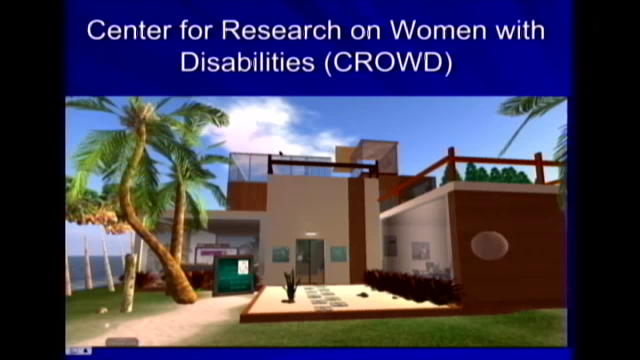 Center for Research on Women with
Disabilities (CROWD)